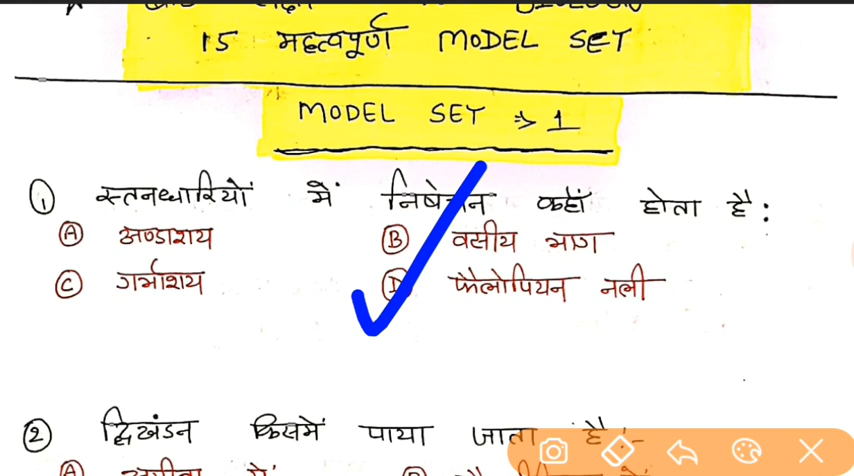 15 महत्वपूर्ण MODEL SET
MODEL SET ⇒ 1
① स्तनधारियों में निषेचन कहाँ होता है:
Ⓐ अण्डाशय Ⓑ वसीय भाग
Ⓒ गर्भाशय Ⓓ फैलोपियन नली
② द्विखंडन किसमें पाया जाता है:-
Ⓐ